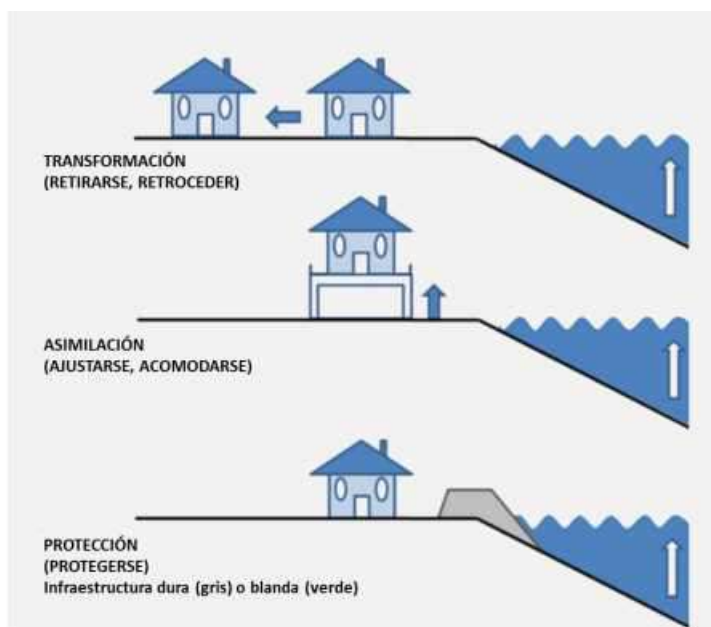 TRANSFORMACIÓN
(RETIRARSE, RETROCEDER)
ASIMILACIÓN
(AJUSTARSE, ACOMODARSE)
PROTECCIÓN
(PROTEGERSE)
Infraestructura dura (gris) o blanda (verde)